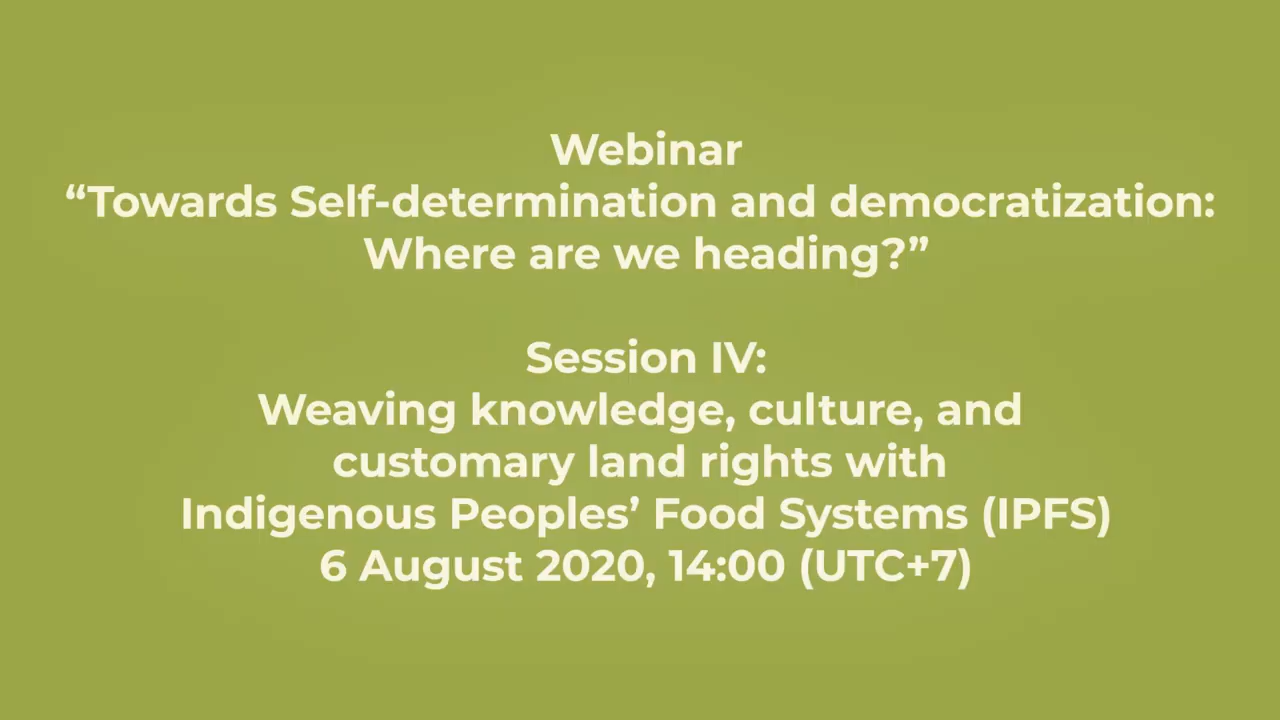 Webinar
“Towards Self-determination and democratization:
Where are we heading?”
Session IV:
Weaving knowledge, culture, and
customary land rights with
Indigenous Peoples’ Food Systems (IPFS)
6 August 2020, 14:00 (UTC+7)